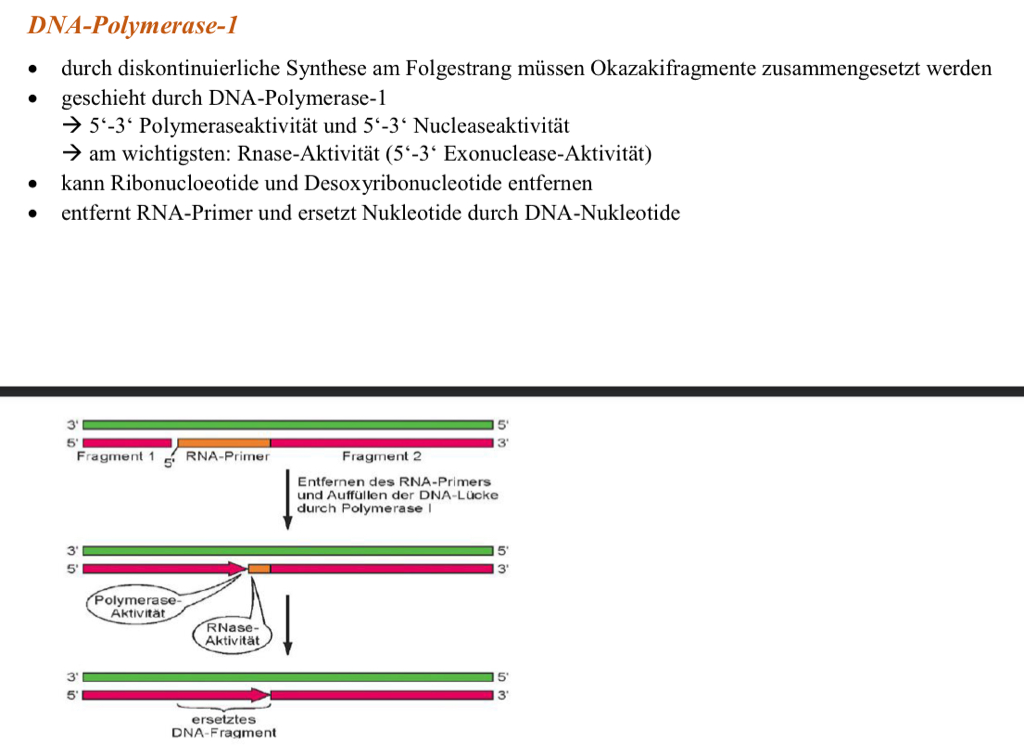 DNA-Polymerase-1
• durch diskontinuierliche Synthese am Folgestrang müssen Okazakifragmente zusammengesetzt werden
• geschieht durch DNA-Polymerase-1
→ 5‘-3‘ Polymeraseaktivität und 5‘-3‘ Nucleaseaktivität
→ am wichtigsten: Rnase-Aktivität (5‘-3‘ Exonuclease-Aktivität)
• kann Ribonucloeotide und Desoxyribonucleotide entfernen
• entfernt RNA-Primer und ersetzt Nukleotide durch DNA-Nukleotide
3' 5'
5' 3'
Fragment 1 5' RNA-Primer Fragment 2
Entfernen des RNA-Primers
und Auffüllen der DNA-Lücke
durch Polymerase I
3' 5'
5' 3'
Polymerase-
Aktivität
RNase-
Aktivität
3' 5'
5' 3'
ersetztes
DNA-Fragment